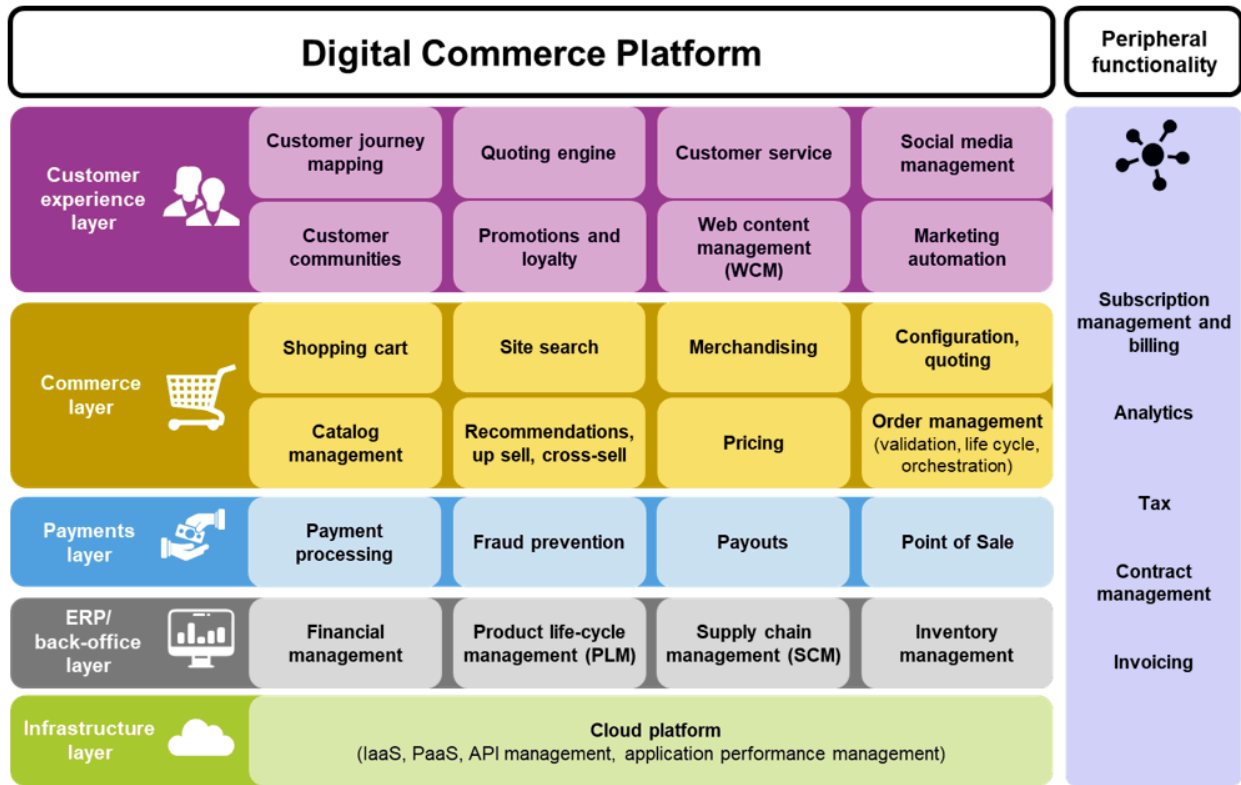 Digital Commerce Platform
Peripheral
functionality
Customer
experience
layer
Customer journey
mapping
Quoting engine
Customer service
Social media
management
Customer
communities
Promotions and
loyalty
Web content
management
(WCM)
Marketing
automation
Commerce
layer
Shopping cart
Site search
Merchandising
Configuration,
quoting
Catalog
management
Recommendations,
up sell, cross-sell
Pricing
Order management
(validation, life cycle,
orchestration)
Payments
layer
Payment
processing
Fraud prevention
Payouts
Point of Sale
ERP/
back-office
layer
Financial
management
Product life-cycle
management (PLM)
Supply chain
management (SCM)
Inventory
management
Infrastructure
layer
Cloud platform
(IaaS, PaaS, API management, application performance management)
Subscription
management and
billing
Analytics
Tax
Contract
management
Invoicing